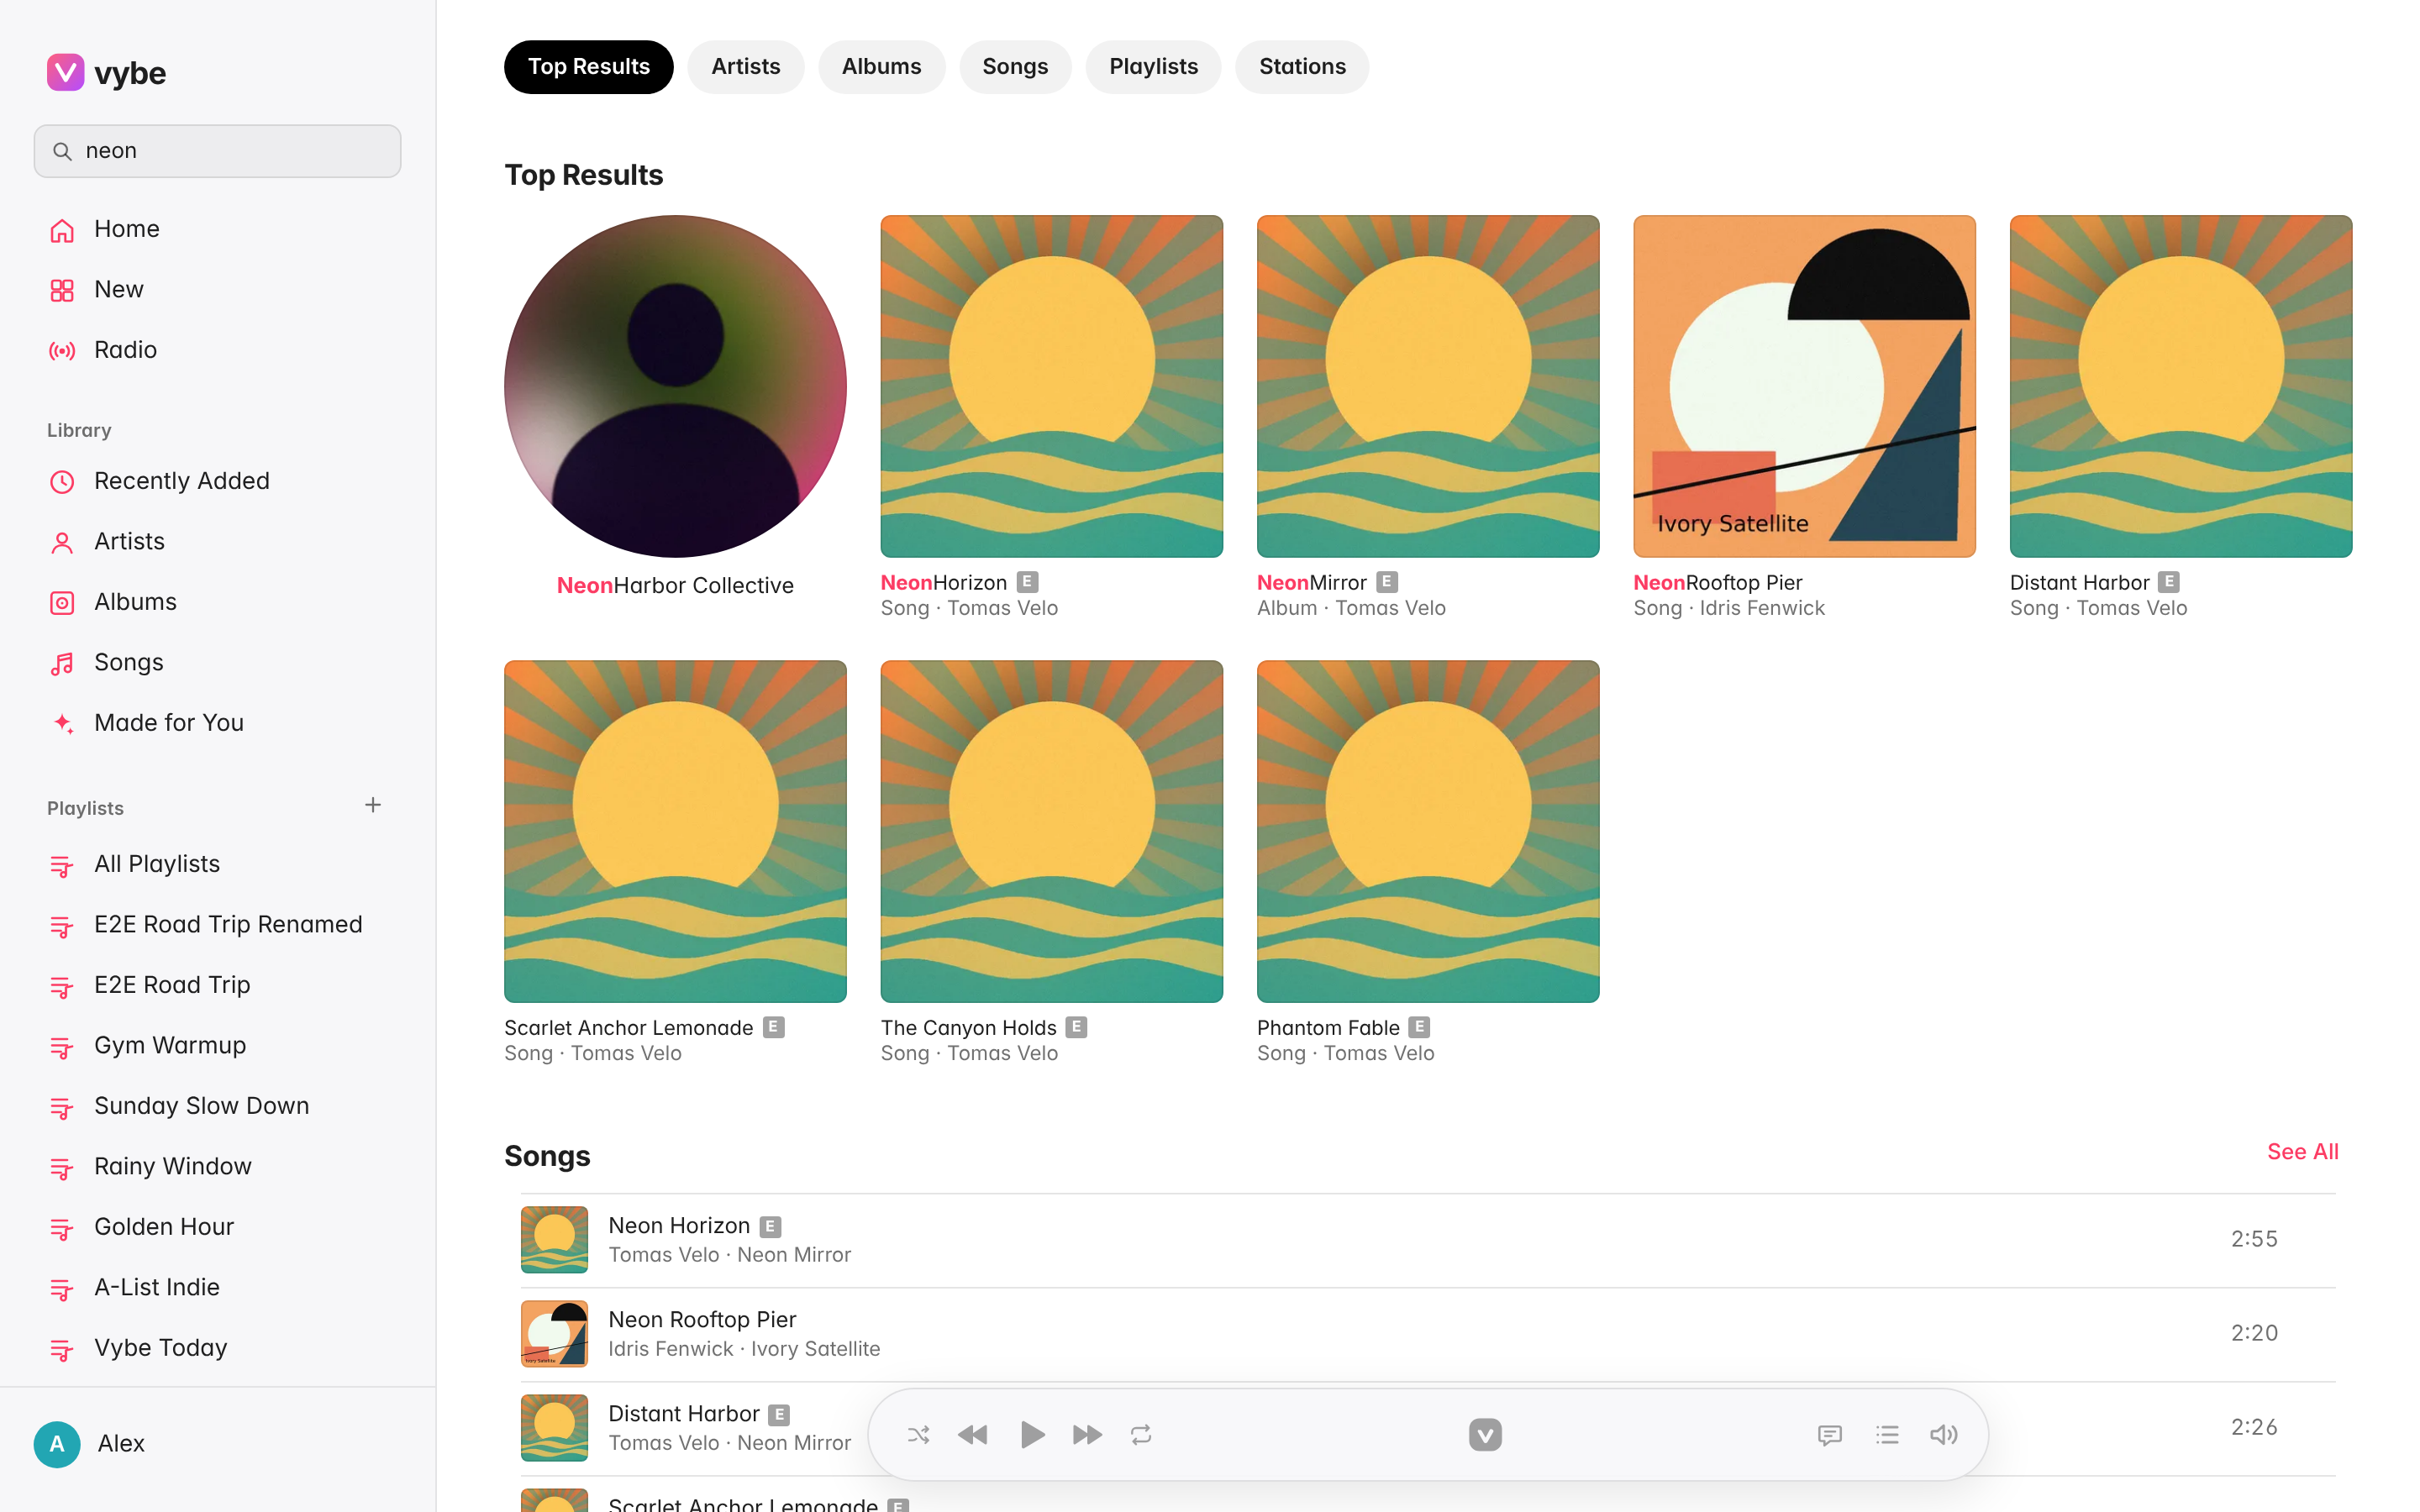 vybe
neon
Home
New
Radio
Library
Recently Added
Artists
Albums
Songs
Made for You
Playlists
All Playlists
E2E Road Trip Renamed
E2E Road Trip
Gym Warmup
Sunday Slow Down
Rainy Window
Golden Hour
A-List Indie
Vybe Today
A Alex
Top Results Artists Albums Songs Playlists Stations
Top Results
NeonHarbor Collective
NeonHorizon E
Song · Tomas Velo
NeonMirror E
Album · Tomas Velo
Ivory Satellite
NeonRooftop Pier
Song · Idris Fenwick
Distant Harbor E
Song · Tomas Velo
Scarlet Anchor Lemonade E
Song · Tomas Velo
The Canyon Holds E
Song · Tomas Velo
Phantom Fable E
Song · Tomas Velo
Songs See All
Neon Horizon E
Tomas Velo · Neon Mirror
2:55
Neon Rooftop Pier
Idris Fenwick · Ivory Satellite
2:20
Distant Harbor E
Tomas Velo · Neon Mirror
2:26
Scarlet Anchor Lemonade E